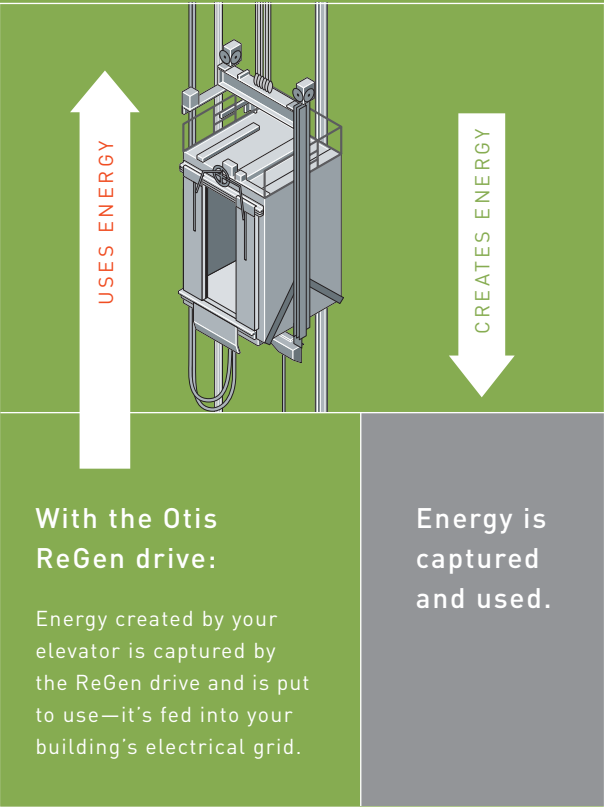 USES ENERGY
CREATES ENERGY
With the Otis
ReGen drive:
Energy created by your
elevator is captured by
the ReGen drive and is put
to use—it's fed into your
building's electrical grid.
Energy is
captured
and used.